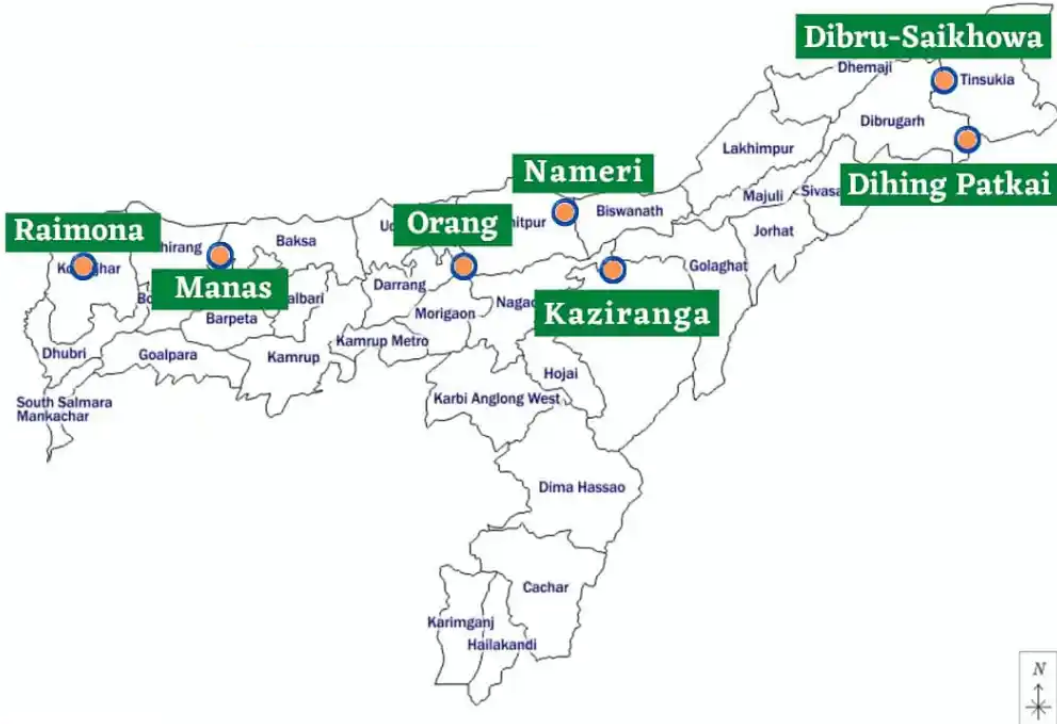 Dibru-Saikhowa
Dhemaji
Tinsukia
Dibrugarh
Lakhimpur
Nameri
Dihing Patkai
Majuli
Biswanath
Orang
Raimona
Jorhat
Baksa
Golaghat
Manas
Darrang
Kaziranga
Morigaon
Barpeta
Kamrup Metro
Dhubri
Goalpara
Kamrup
Hojai
Karbi Anglong West
South Salmara
Mankachar
Dima Hassao
Cachar
Karimganj
Hailakandi
N